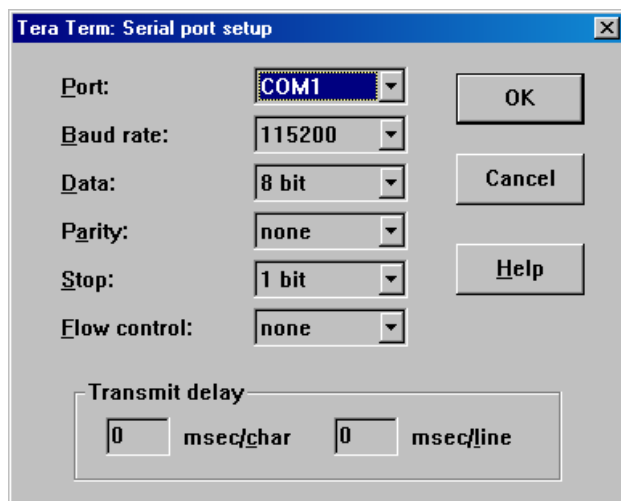 Tera Term: Serial port setup
Port: COM1
OK
Baud rate: 115200
Data: 8 bit
Cancel
Parity: none
Stop: 1 bit
Help
Flow control: none
Transmit delay
0 msec/char 0 msec/line